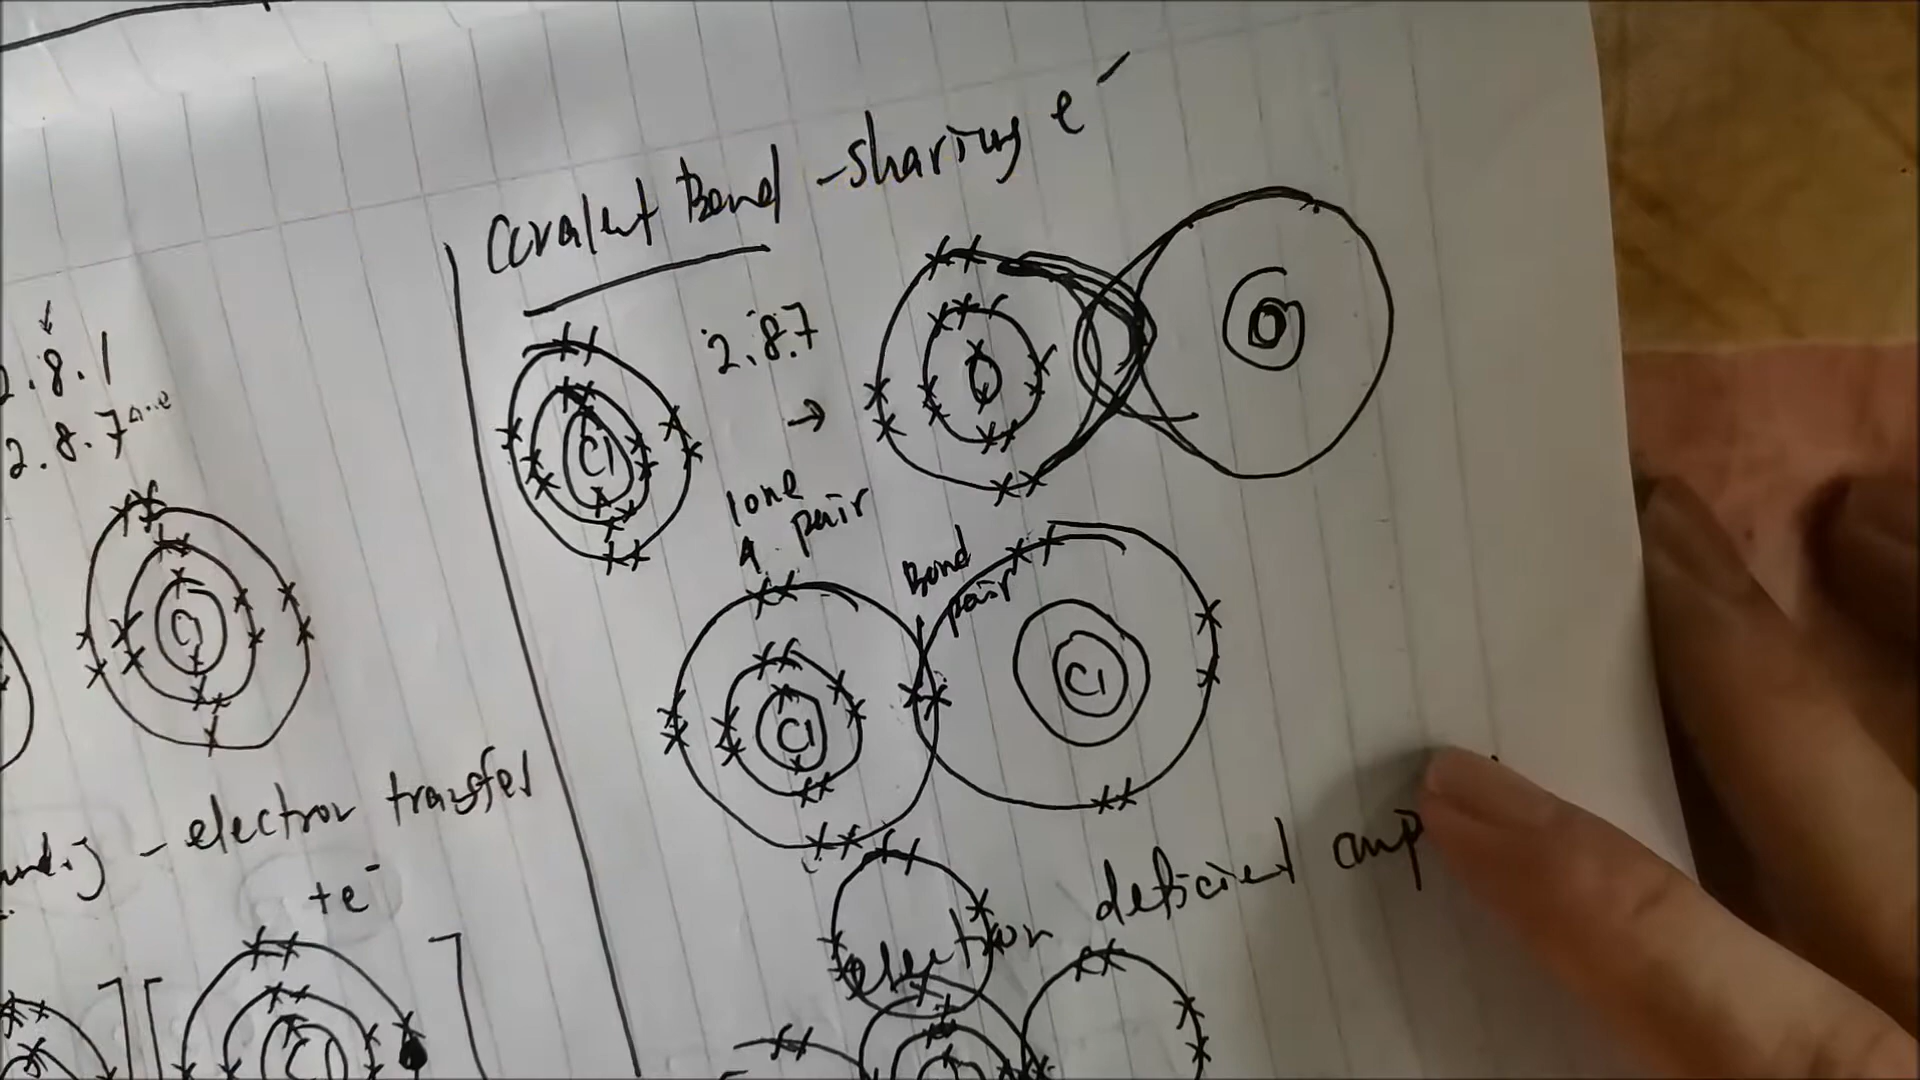 2.8.1
2.8.7
Cl
- electron transfer
+ e⁻
Cl
Covalent Bond - sharing e⁻
2.8.7
Cl
→
lone
pair
Bond
pair
Cl
Cl
electron deficient